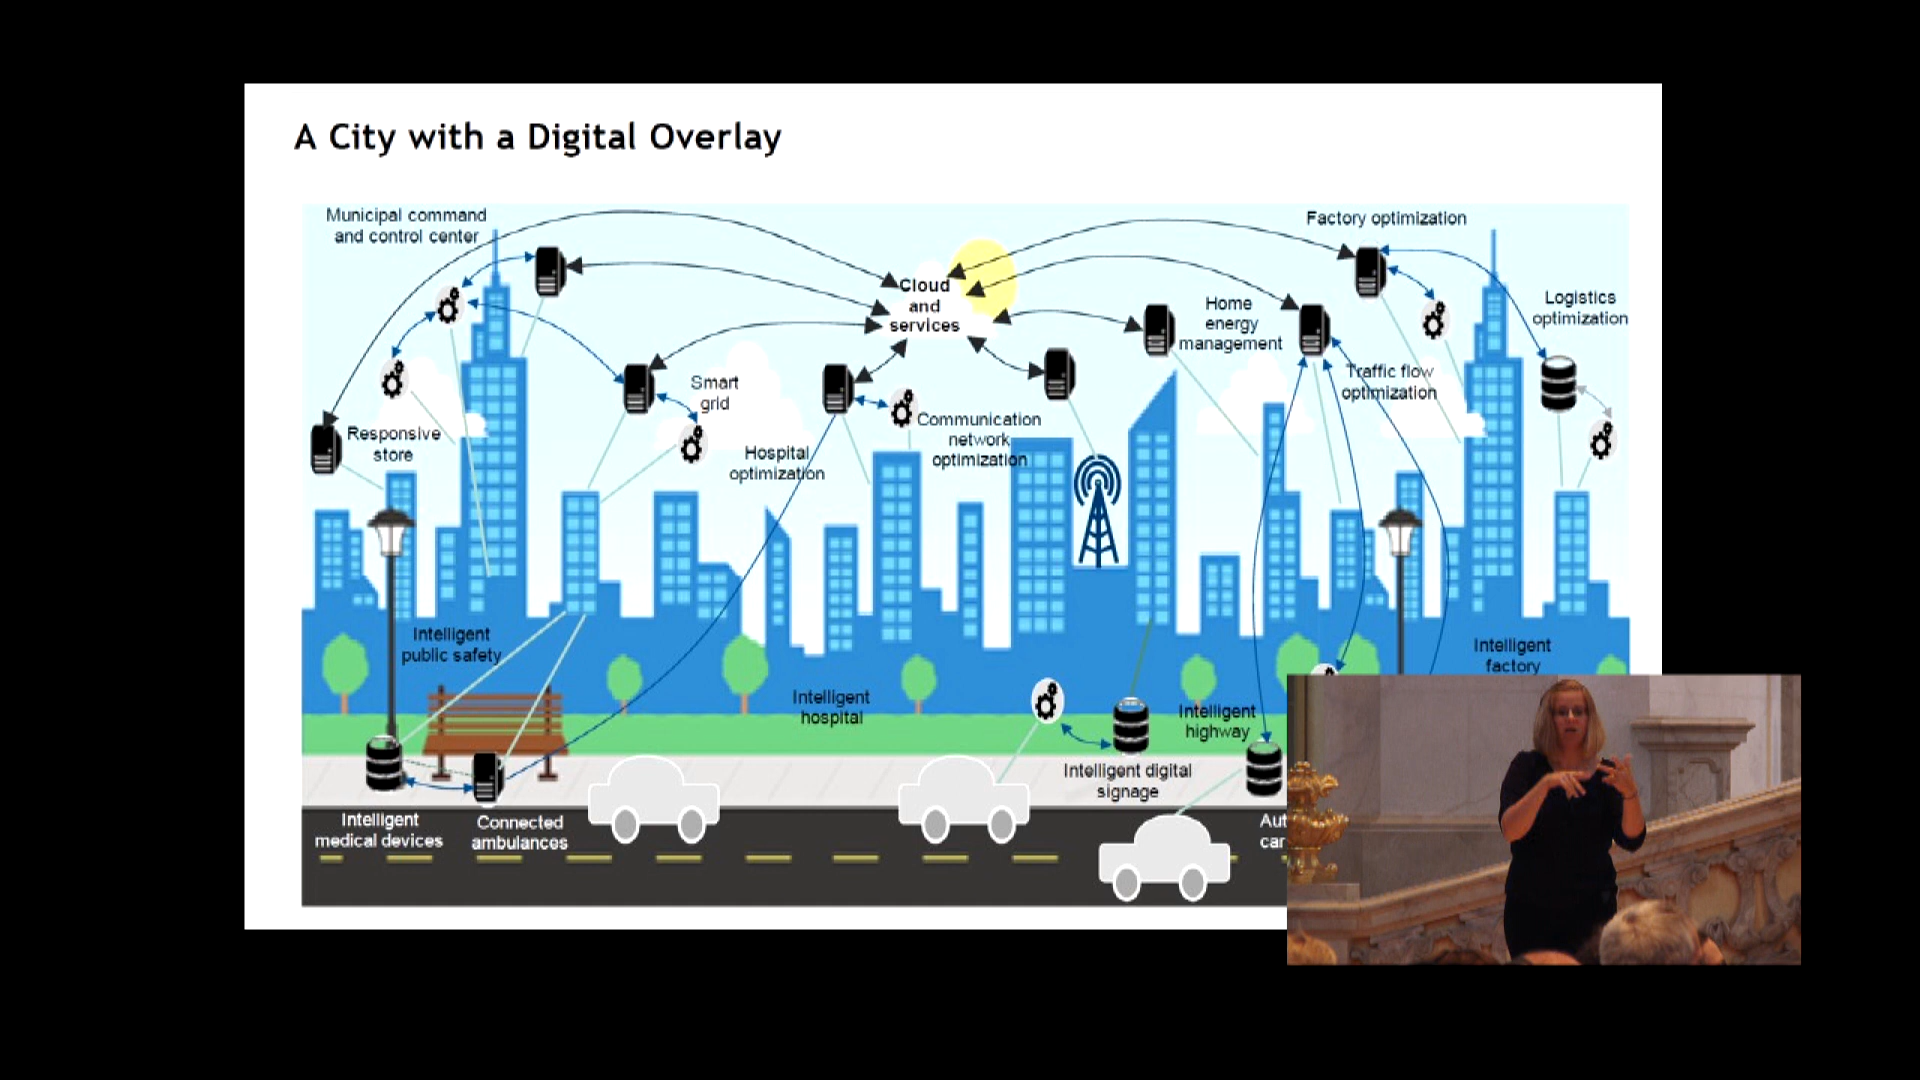 A City with a Digital Overlay
Municipal command
and control center
Factory optimization
Cloud
and
services
Home
energy
management
Logistics
optimization
Smart
grid
Traffic flow
optimization
Responsive
store
Communication
network
optimization
Hospital
optimization
Intelligent
public safety
Intelligent
factory
Intelligent
hospital
Intelligent
highway
Intelligent digital
signage
Intelligent
medical devices
Connected
ambulances